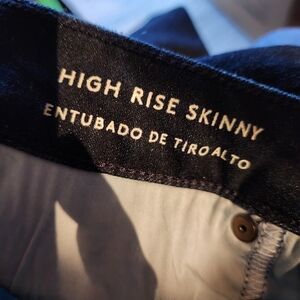 HIGH RISE SKINNY
ENTUBADO DE TIRO ALTO